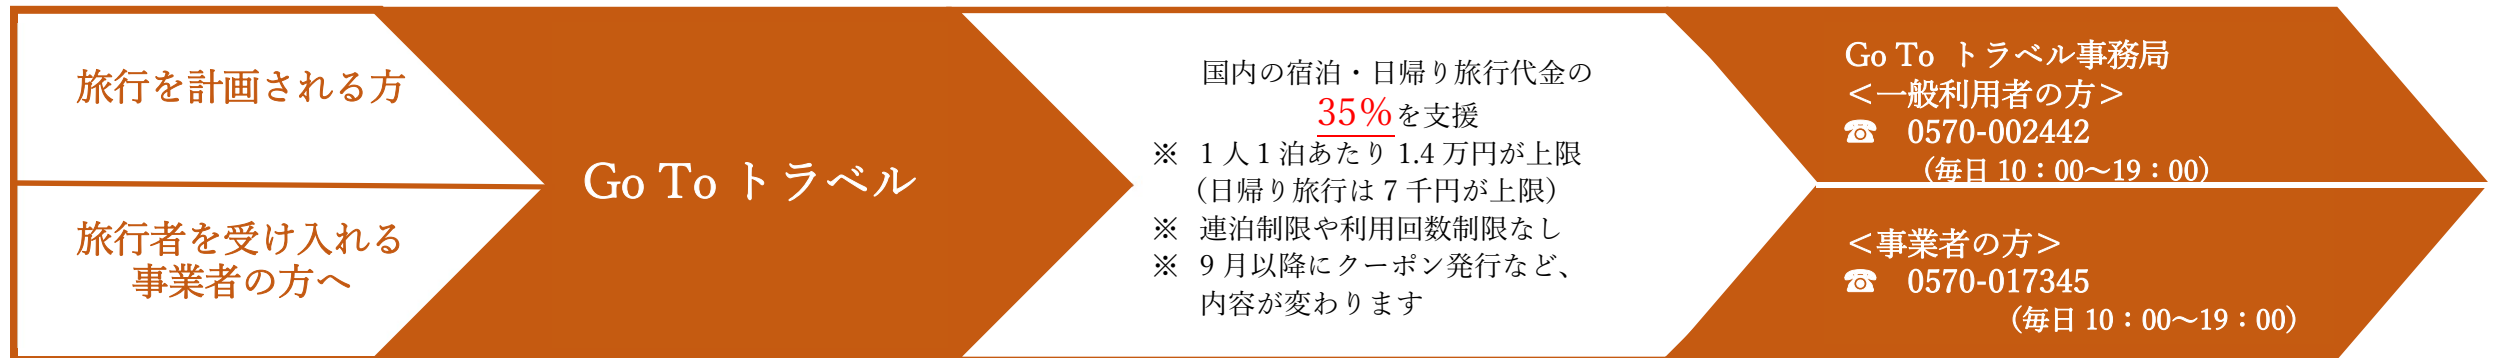 旅行を計画される方
旅行者を受け入れる
事業者の方へ
Go To トラベル
国内の宿泊・日帰り旅行代金の
35%を支援
※ 1人1泊あたり 1.4万円が上限
（日帰り旅行は7千円が上限）
※ 連泊制限や利用回数制限なし
※ 9月以降にクーポン発行など、
内容が変わります
Go To トラベル事務局
＜一般利用者の方＞
☎ 0570-002442
（毎日 10：00～19：00）
＜事業者の方＞
☎ 0570-017345
（毎日 10：00～19：00）